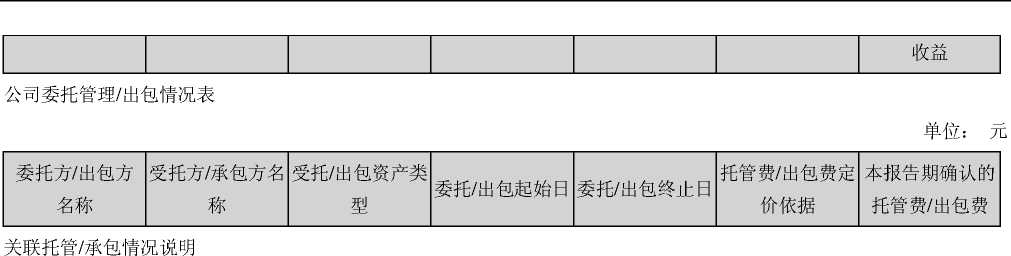 收益
公司委托管理/出包情况表
单位： 元
委托方/出包方名称 受托方/承包方名称 受托/出包资产类型 委托/出包起始日 委托/出包终止日 托管费/出包费定价依据 本报告期确认的托管费/出包费
关联托管/承包情况说明